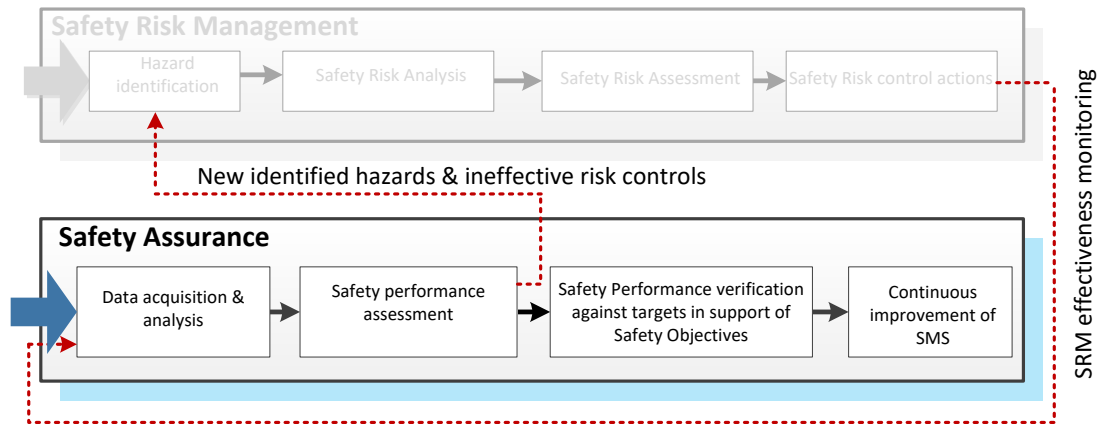 Safety Risk Management
Hazard
identification
Safety Risk Analysis
Safety Risk Assessment
Safety Risk control actions
SRM effectiveness monitoring
New identified hazards & ineffective risk controls
Safety Assurance
Data acquisition &
analysis
Safety performance
assessment
Safety Performance verification
against targets in support of
Safety Objectives
Continuous
improvement of
SMS